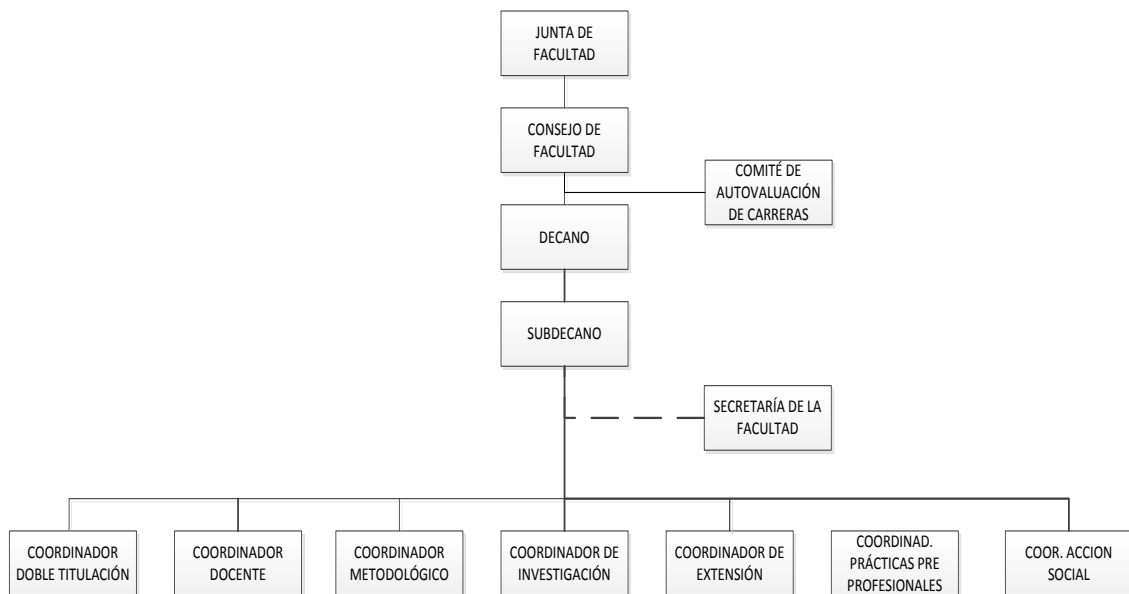 JUNTA DE
FACULTAD
CONSEJO DE
FACULTAD
COMITÉ DE
AUTOVALUACIÓN
DE CARRERAS
DECANO
SUBDECANO
SECRETARÍA DE LA
FACULTAD
COORDINADOR
DOBLE TITULACIÓN
COORDINADOR
DOCENTE
COORDINADOR
METODOLÓGICO
COORDINADOR DE
INVESTIGACIÓN
COORDINADOR DE
EXTENSIÓN
COORDINAD.
PRÁCTICAS PRE
PROFESIONALES
COOR. ACCION
SOCIAL